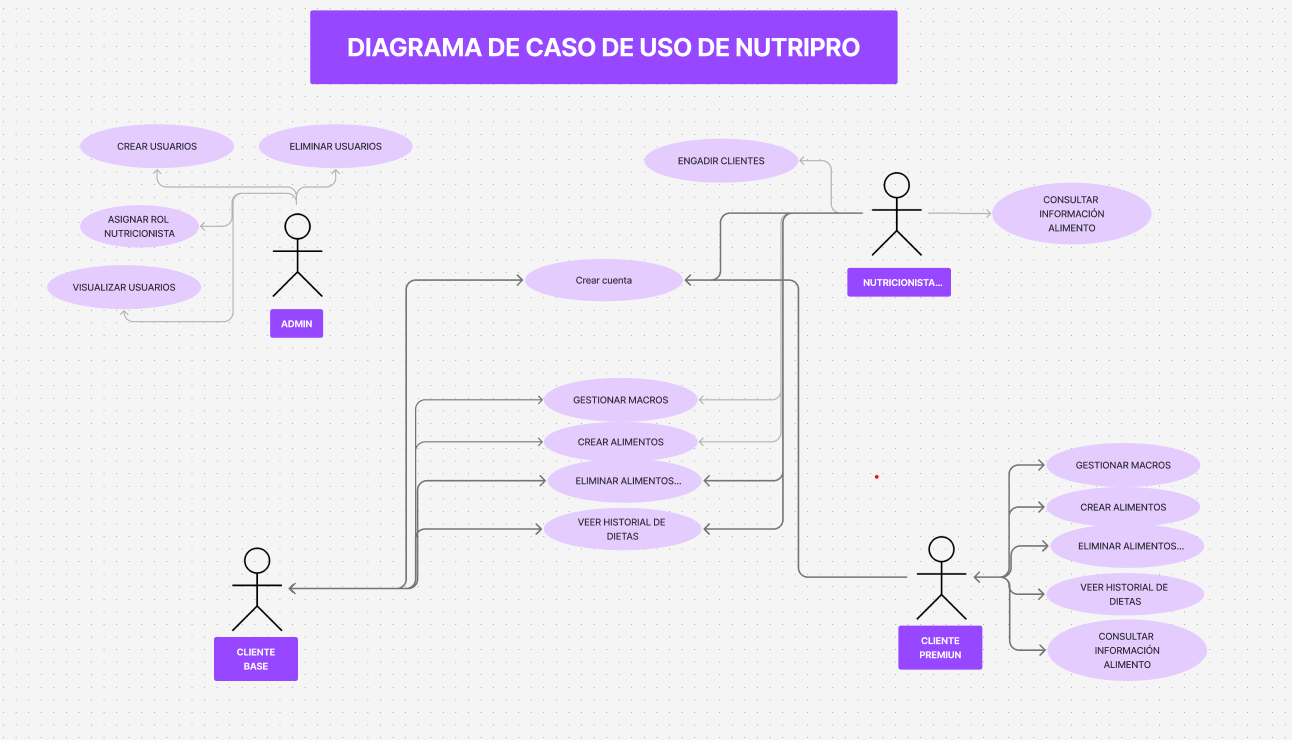 DIAGRAMA DE CASO DE USO DE NUTRIPRO
CREAR USUARIOS
ELIMINAR USUARIOS
ASIGNAR ROL
NUTRICIONISTA
VISUALIZAR USUARIOS
ADMIN
ENGADIR CLIENTES
CONSULTAR
INFORMACIÓN
ALIMENTO
NUTRICIONISTA...
Crear cuenta
GESTIONAR MACROS
CREAR ALIMENTOS
ELIMINAR ALIMENTOS...
VEER HISTORIAL DE
DIETAS
CLIENTE
BASE
CLIENTE
PREMIUN
GESTIONAR MACROS
CREAR ALIMENTOS
ELIMINAR ALIMENTOS...
VEER HISTORIAL DE
DIETAS
CONSULTAR
INFORMACIÓN
ALIMENTO